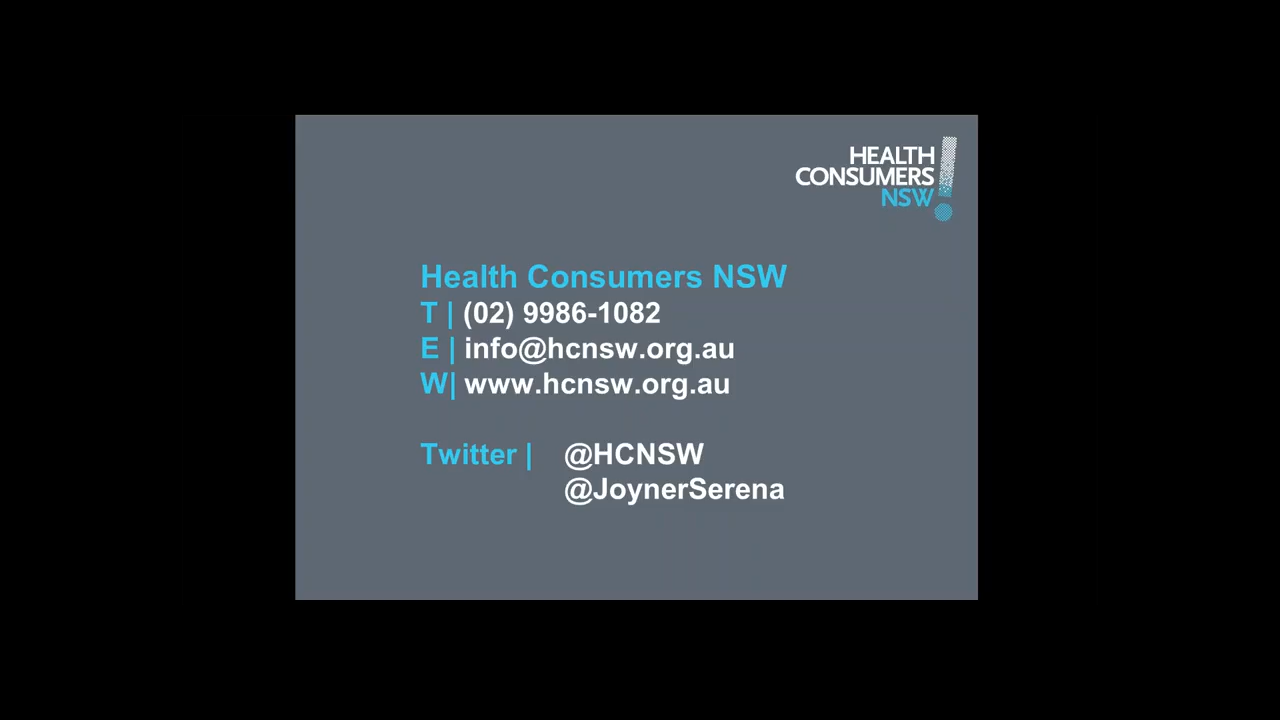 HEALTH
CONSUMERS
NSW
Health Consumers NSW
T | (02) 9986-1082
E | info@hcnsw.org.au
W| www.hcnsw.org.au
Twitter | @HCNSW
@JoynerSerena